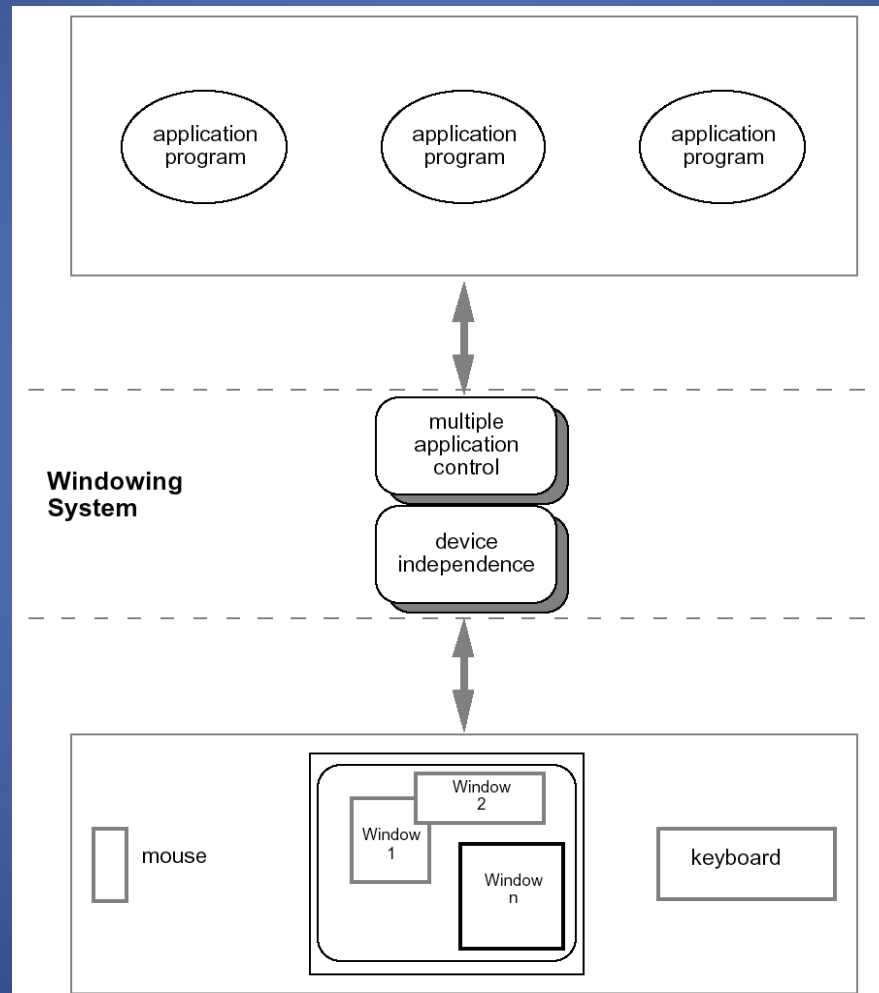 application
program
application
program
application
program
multiple
application
control
Windowing
System
device
independence
mouse
Window
1
Window
2
Window
n
keyboard